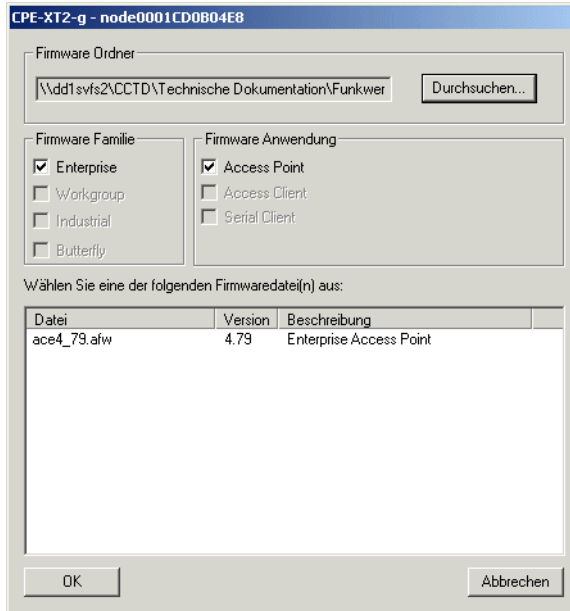 CPE-XT2-g - node0001CD0B04E8
Firmware Ordner
\\dd1svfs2\CCTD\Technische Dokumentation\Funkwer
Durchsuchen...
Firmware Familie
Enterprise
Workgroup
Industrial
Butterfly
Firmware Anwendung
Access Point
Access Client
Serial Client
Wählen Sie eine der folgenden Firmwaredatei(n) aus:
Datei Version Beschreibung
ace4_79.afw 4.79 Enterprise Access Point
OK Abbrechen